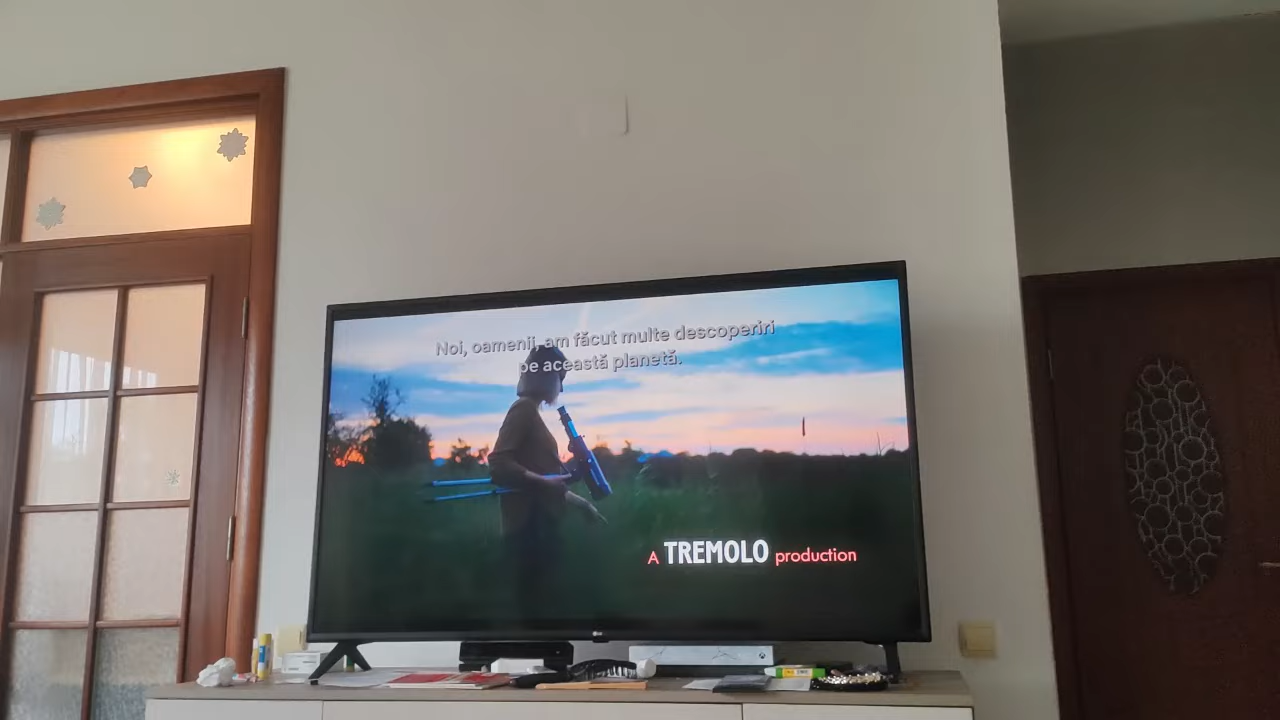 Noi, oamenii, am făcut multe descoperiri
pe această planetă.
A TREMOLO production